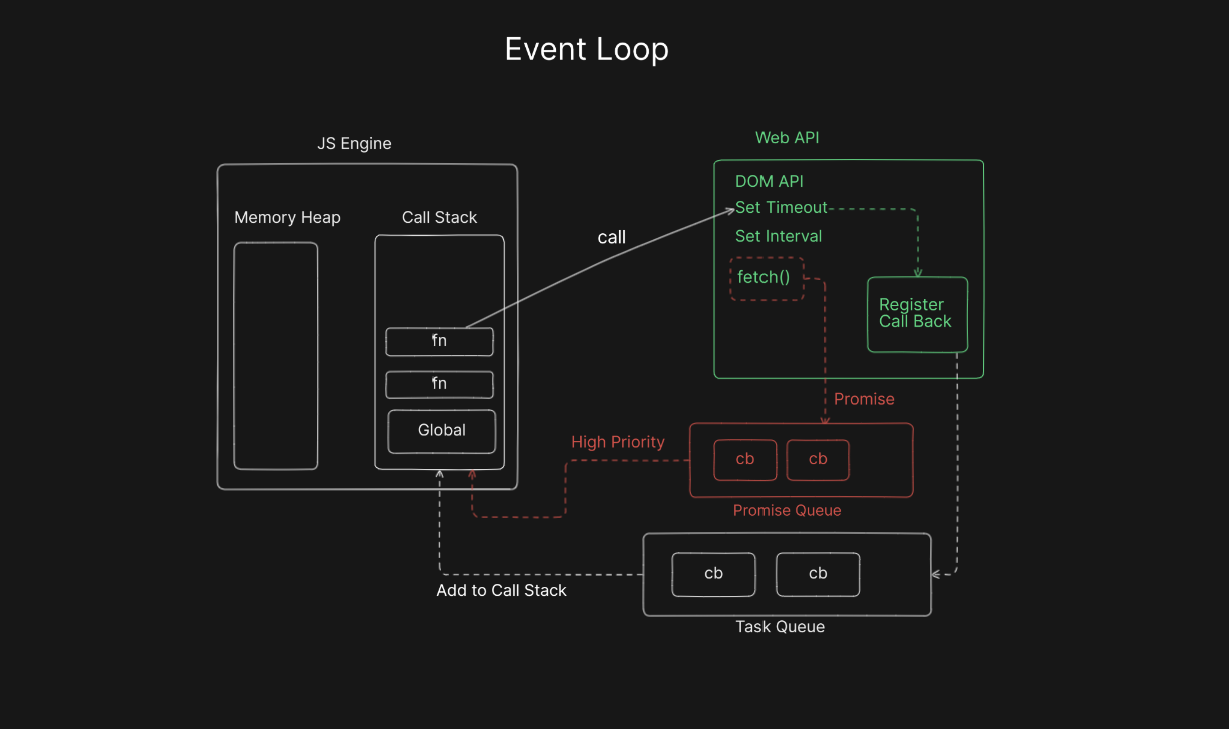 Event Loop
JS Engine
Web API
Memory Heap
Call Stack
DOM API
Set Timeout
call
Set Interval
fetch()
Register
Call Back
fn
fn
Global
Promise
High Priority
cb
cb
Promise Queue
cb
cb
Add to Call Stack
Task Queue